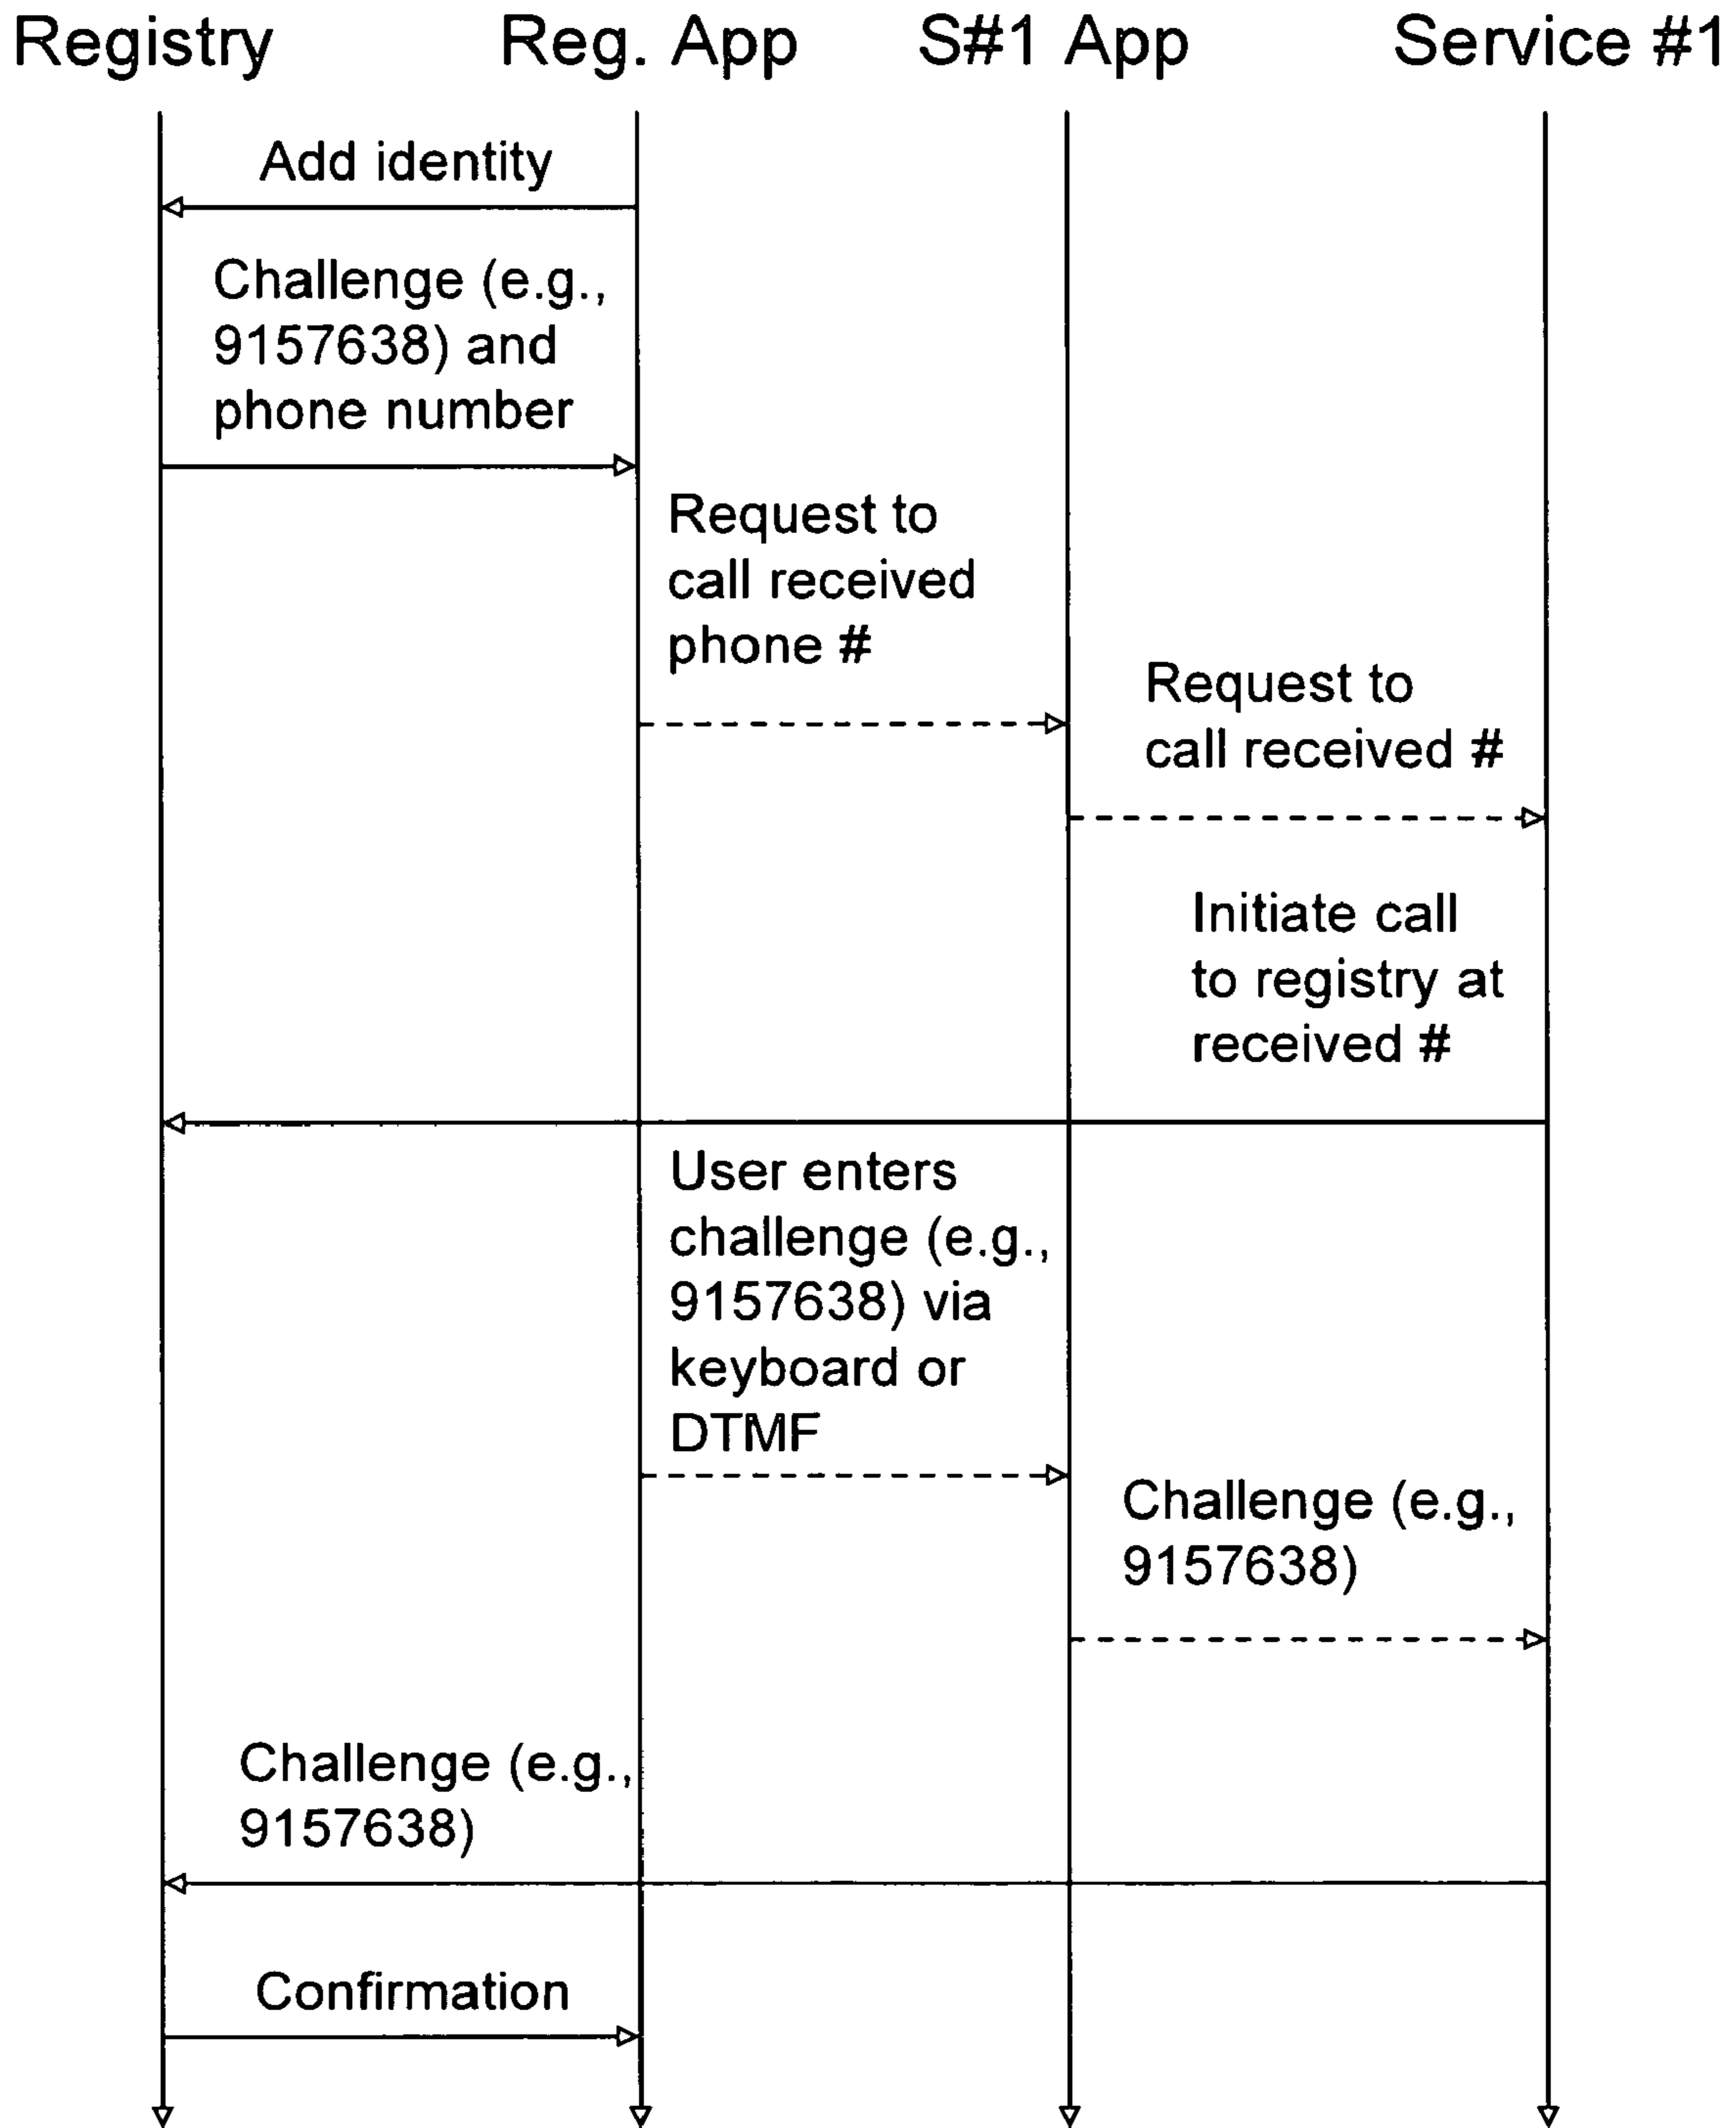 Registry Reg. App S#1 App Service #1
Add identity
Challenge (e.g.,
9157638) and
phone number
Request to
call received
phone #
Request to
call received #
Initiate call
to registry at
received #
User enters
challenge (e.g.,
9157638) via
keyboard or
DTMF
Challenge (e.g.,
9157638)
Challenge (e.g.,
9157638)
Confirmation